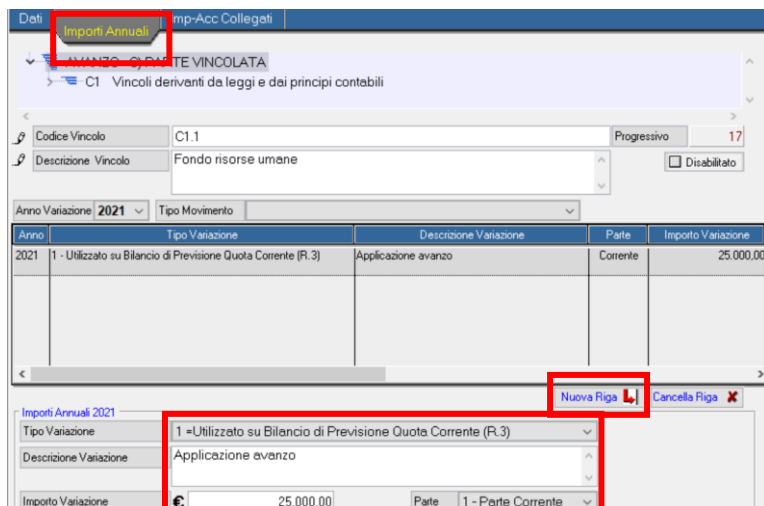 Dati Importi Annuali Imp-Acc Collegati
AVANZO - C) PARTE VINCOLATA
C1 Vincoli derivanti da leggi e dai principi contabili
Codice Vincolo C1.1 Progressivo 17
Descrizione Vincolo Fondo risorse umane Disabilitato
Anno Variazione 2021 Tipo Movimento
Anno Tipo Variazione Descrizione Variazione Parte Importo Variazione
2021 1 - Utilizzato su Bilancio di Previsione Quota Corrente (R.3) Applicazione avanzo Corrente 25.000,00
Nuova Riga Cancella Riga
Importi Annuali 2021
Tipo Variazione 1 =Utilizzato su Bilancio di Previsione Quota Corrente (R.3)
Descrizione Variazione Applicazione avanzo
Importo Variazione € 25.000,00 Parte 1 - Parte Corrente